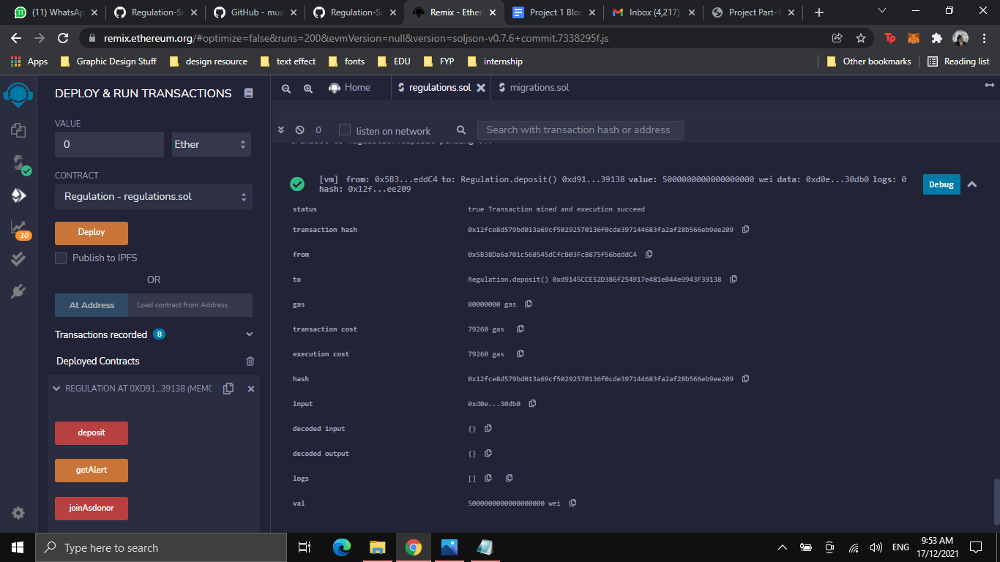 (11) WhatsAp
Regulation-Sr
GitHub - mua
Regulation-Sr
Remix - Ether
Project 1 Bloc
Inbox (4,217)
Project Part-1
remix.ethereum.org/#optimize=false&runs=200&evmVersion=null&version=soljson-v0.7.6+commit.7338295f.js
Tp
Apps
Graphic Design Stuff
design resource
text effect
fonts
EDU
FYP
internship
Other bookmarks
Reading list
DEPLOY & RUN TRANSACTIONS
Home
regulations.sol
migrations.sol
VALUE
0
Ether
0
listen on network
Search with transaction hash or address
CONTRACT
Regulation - regulations.sol
Deploy
Publish to IPFS
OR
At Address
Load contract from Address
Transactions recorded 8
Deployed Contracts
REGULATION AT 0XD91...39138 (MEMO
deposit
getAlert
joinAsdonor
10
[vm] from: 0x5B3...eddC4 to: Regulation.deposit() 0xd91...39138 value: 5000000000000000000 wei data: 0xd0e...30db0 logs: 0
hash: 0x12f...ee209
Debug
status true Transaction mined and execution succeed
transaction hash 0x12fce8d579bd013a69cf50292570136f0cde397144683fa2af28b566eb9ee209
from 0x5B38Da6a701c568545dCfcB03FcB875f56beddC4
to Regulation.deposit() 0xd9145CCE52D386f254917e481eB44e9943F39138
gas 80000000 gas
transaction cost 79260 gas
execution cost 79260 gas
hash 0x12fce8d579bd013a69cf50292570136f0cde397144683fa2af28b566eb9ee209
input 0xd0e...30db0
decoded input {}
decoded output {}
logs []
val 5000000000000000000 wei
Type here to search
ENG
9:53 AM
17/12/2021